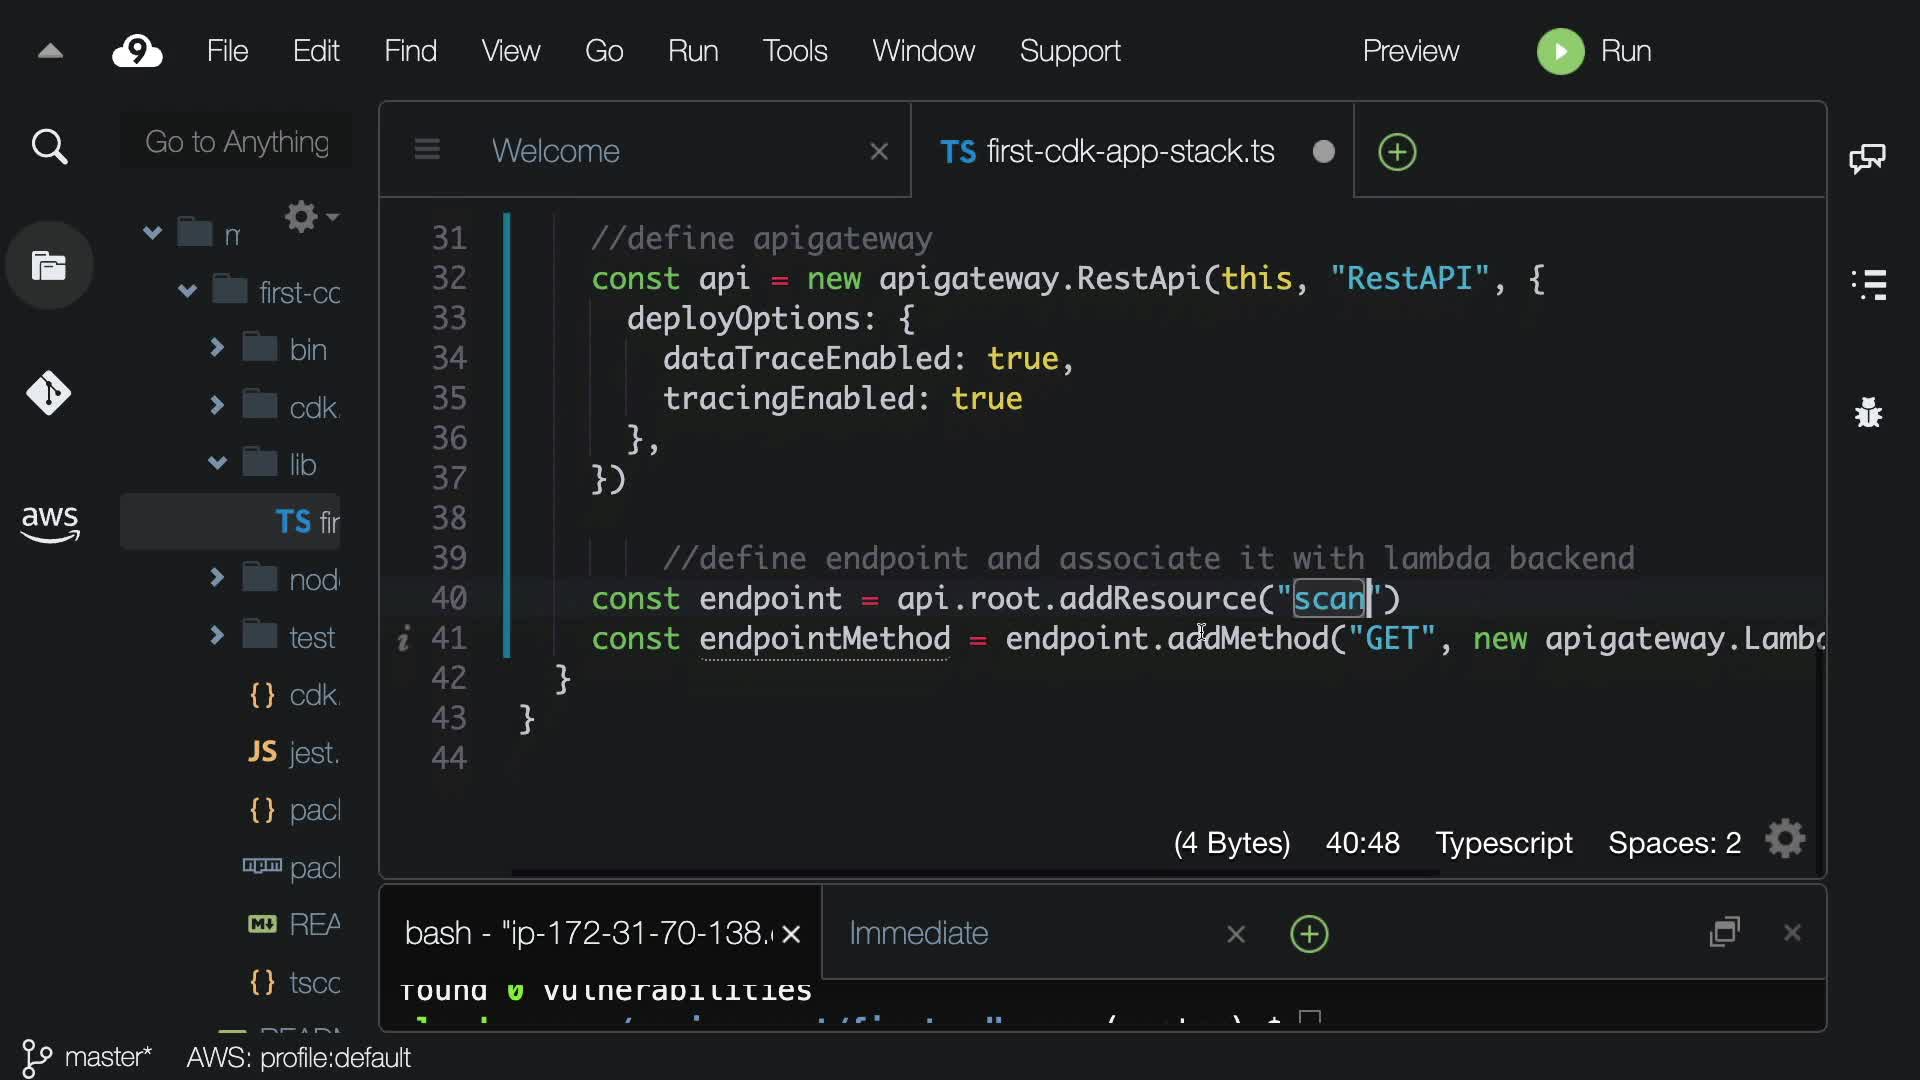 9 File Edit Find View Go Run Tools Window Support Preview Run
Go to Anything
Welcome
TS first-cdk-app-stack.ts
m
first-cc
bin
cdk.
lib
TS fir
node
test
cdk.
JS jest.
pacl
npm pacl
M REA
tscc
READM
aws
31 //define apigateway
32 const api = new apigateway.RestApi(this, "RestAPI", {
33 deployOptions: {
34 dataTraceEnabled: true,
35 tracingEnabled: true
36 },
37 })
38
39 //define endpoint and associate it with lambda backend
40 const endpoint = api.root.addResource("scan")
41 const endpointMethod = endpoint.addMethod("GET", new apigateway.Lambd
42 }
43 }
44
(4 Bytes) 40:48 Typescript Spaces: 2
bash - "ip-172-31-70-138.
Immediate
found 0 vulnerabilities
master* AWS: profile:default